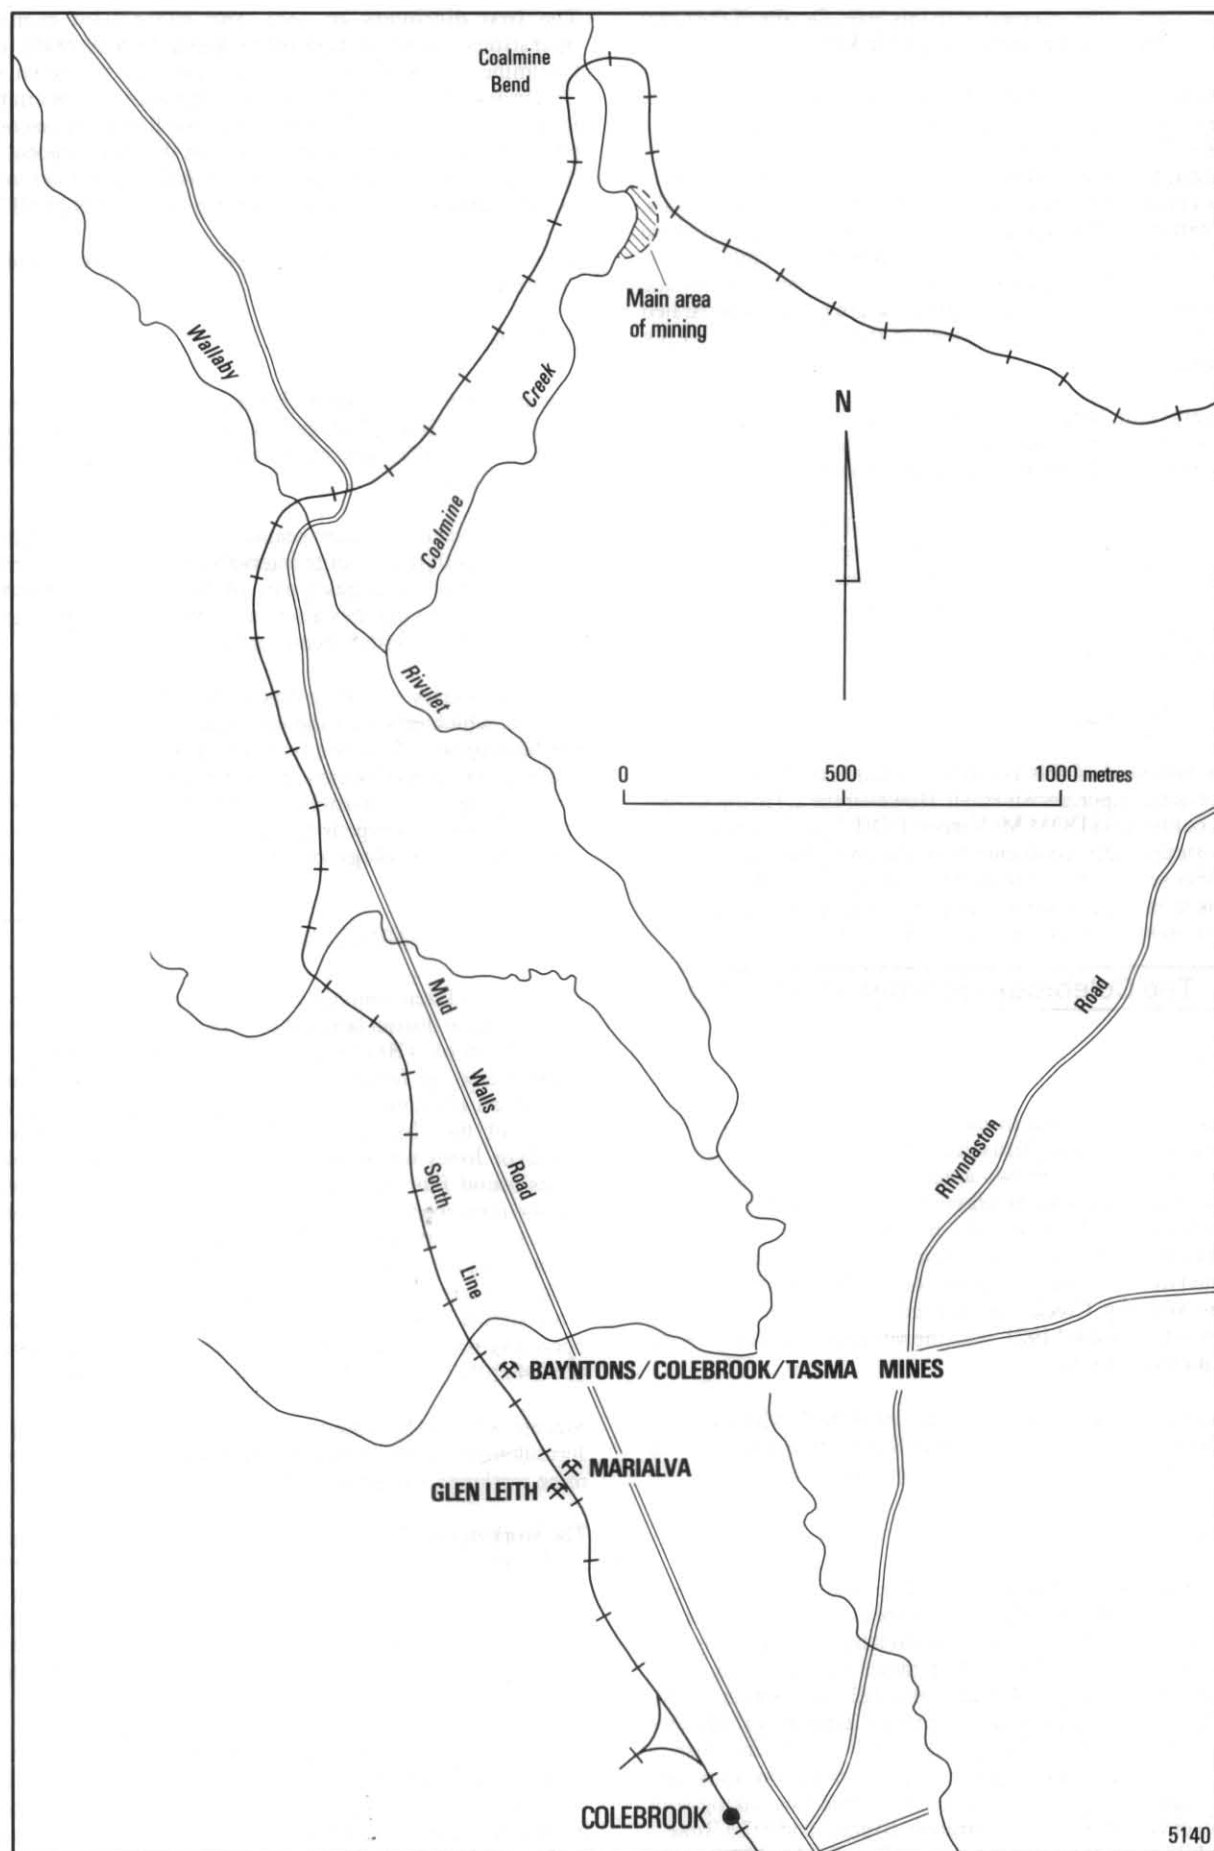 Coalmine
Bend
Main area
of mining
Wallaby
Creek
N
Coalmine
Rivulet
0 500 1000 metres
Mud
Road
Walls
Rhyndaston
South
Road
Line
BAYNTONS/COLEBROOK/TASMA MINES
MARIALVA
GLEN LEITH
COLEBROOK
5140